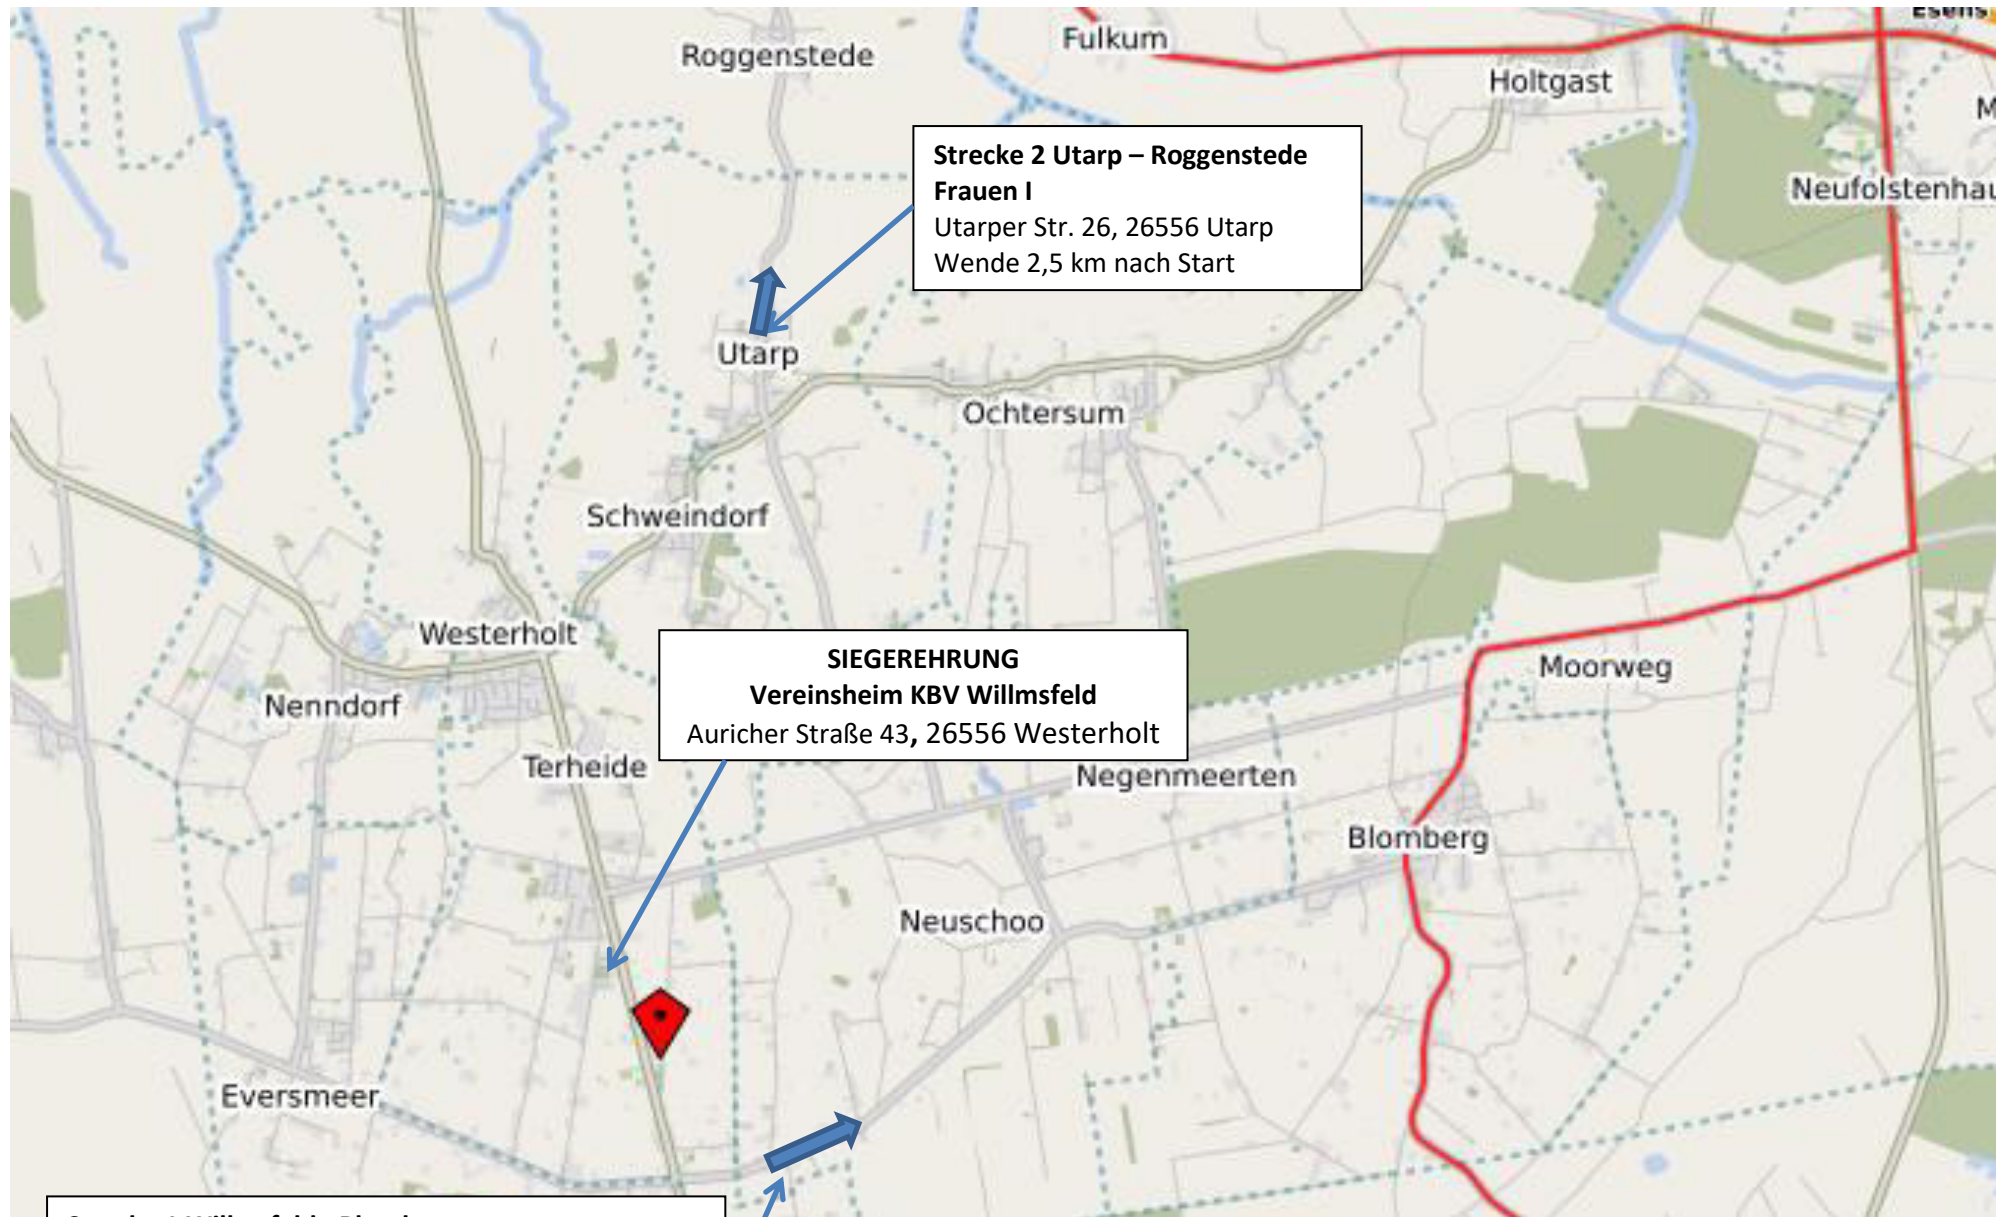 Esens
Fulkum
Roggenstede
Holtgast
Strecke 2 Utarp – Roggenstede
Frauen I
Utarper Str. 26, 26556 Utarp
Wende 2,5 km nach Start
Neufolstenhau
Utarp
Ochtersum
Schweindorf
Westerholt
SIEGEREHRUNG
Vereinsheim KBV Willmsfeld
Auricher Straße 43, 26556 Westerholt
Moorweg
Nenndorf
Terheide
Negenmeerten
Blomberg
Neuschoo
Eversmeer